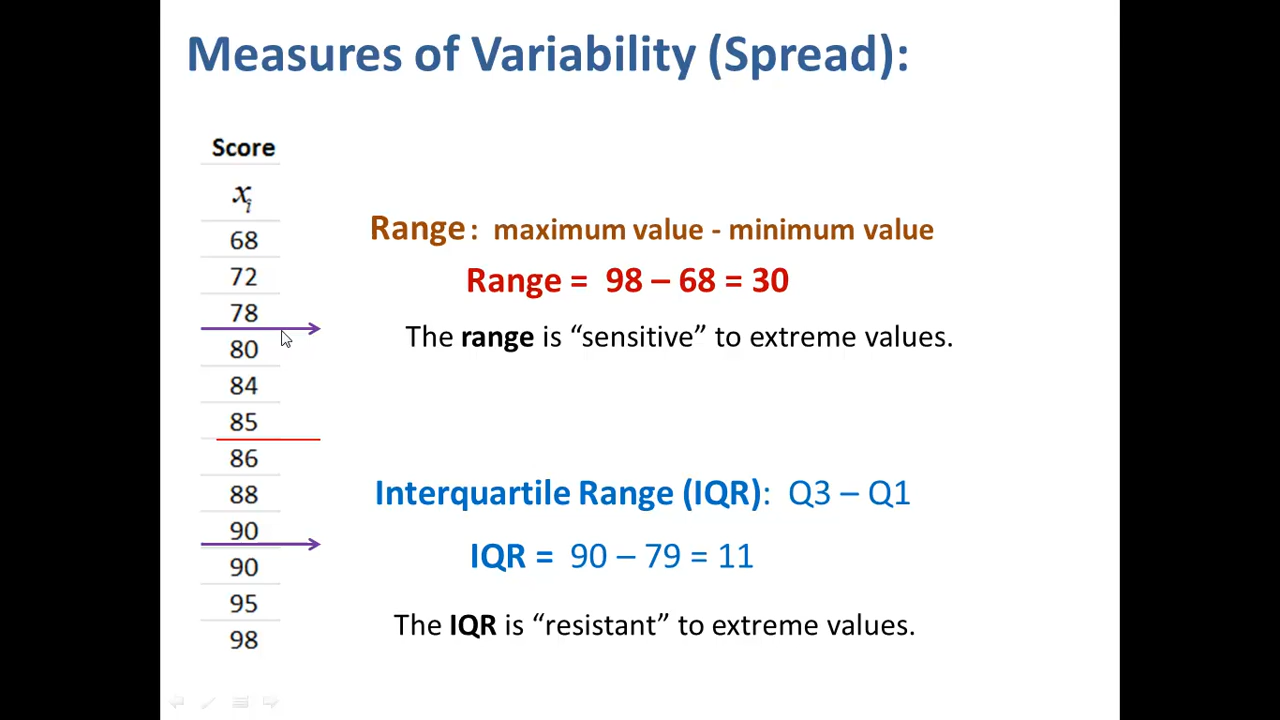 Measures of Variability (Spread):
Score
xi
68
72
78
80
84
85
86
88
90
90
95
98
Range: maximum value - minimum value
Range = 98 – 68 = 30
The range is “sensitive” to extreme values.
Interquartile Range (IQR): Q3 – Q1
IQR = 90 – 79 = 11
The IQR is “resistant” to extreme values.